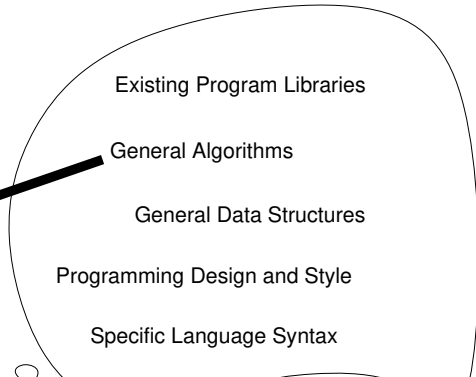 Existing Program Libraries
General Algorithms
General Data Structures
Programming Design and Style
Specific Language Syntax